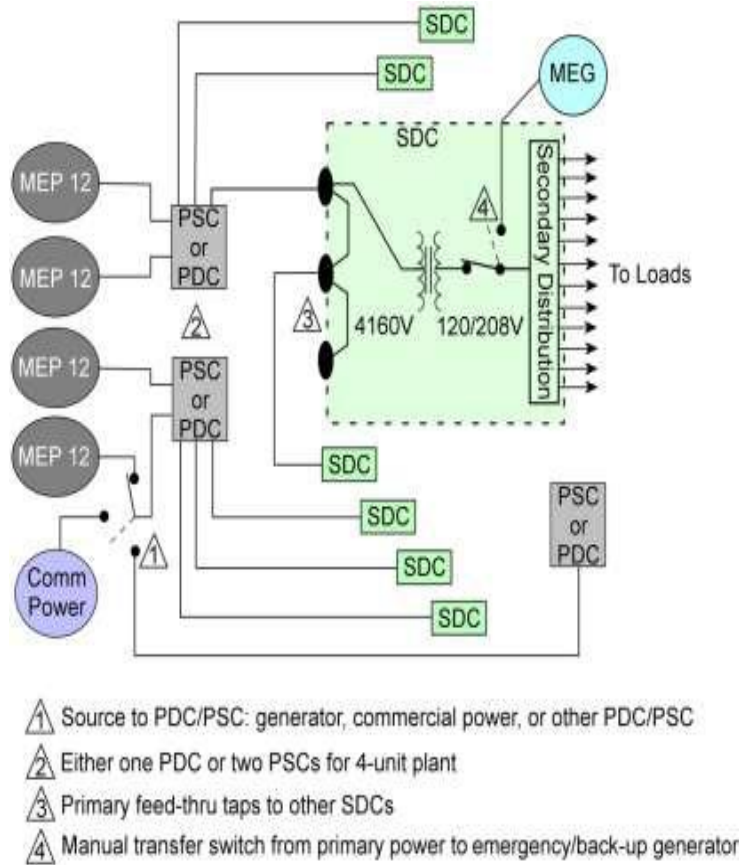 SDC
SDC
MEG
SDC
MEP 12
PSC
or
PDC
4
Secondary Distribution
MEP 12
To Loads
2
3
4160V
120/208V
MEP 12
PSC
or
PDC
MEP 12
SDC
PSC
or
PDC
SDC
1
Comm
Power
SDC
SDC
1 Source to PDC/PSC: generator, commercial power, or other PDC/PSC
2 Either one PDC or two PSCs for 4-unit plant
3 Primary feed-thru taps to other SDCs
4 Manual transfer switch from primary power to emergency/back-up generator